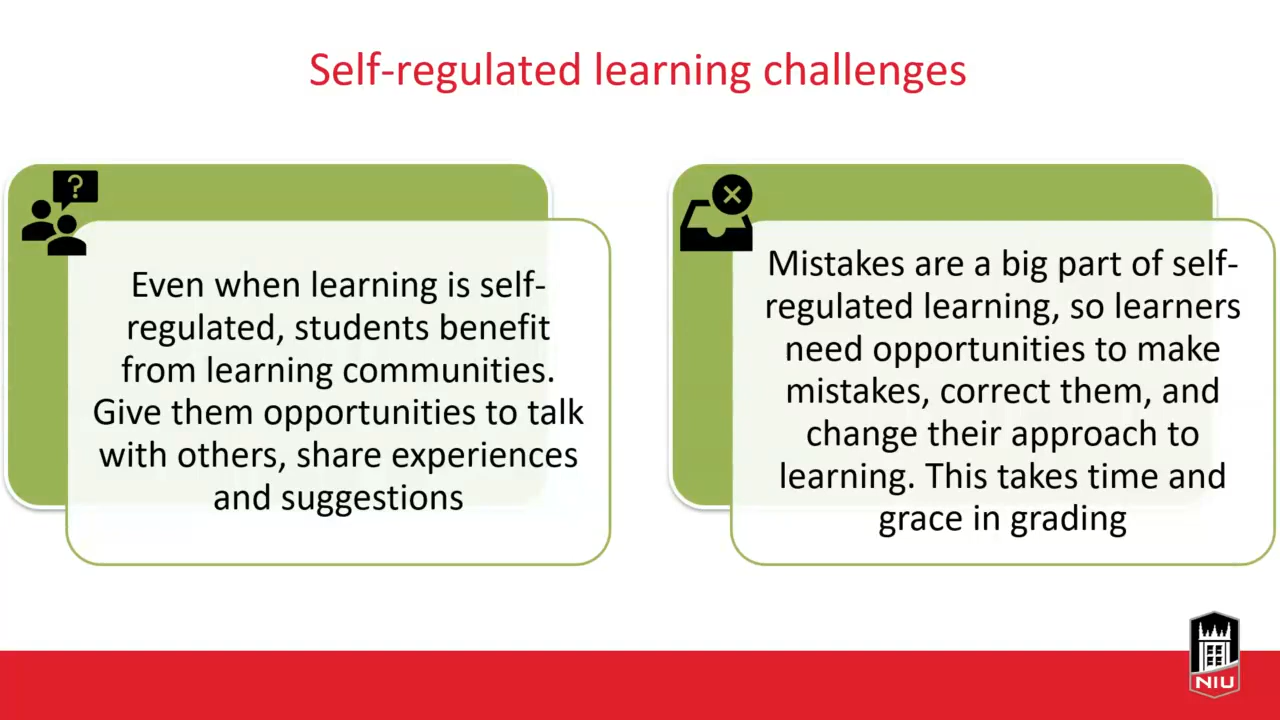 Self-regulated learning challenges
?
Even when learning is self-
regulated, students benefit
from learning communities.
Give them opportunities to talk
with others, share experiences
and suggestions
Mistakes are a big part of self-
regulated learning, so learners
need opportunities to make
mistakes, correct them, and
change their approach to
learning. This takes time and
grace in grading
NIU